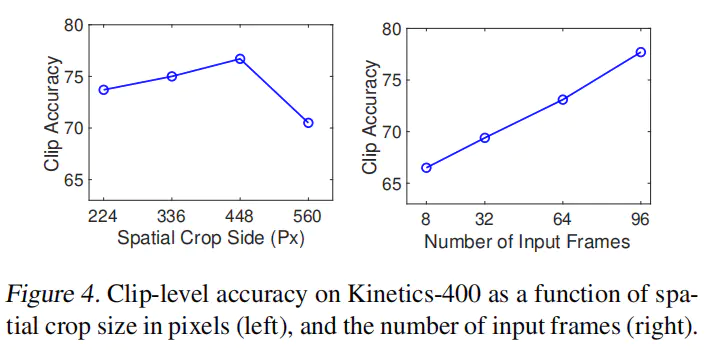 80
75
70
65
Clip Accuracy
224 336 448 560
Spatial Crop Side (Px)
80
75
70
65
Clip Accuracy
8 32 64 96
Number of Input Frames
Figure 4. Clip-level accuracy on Kinetics-400 as a function of spa-
tial crop size in pixels (left), and the number of input frames (right).